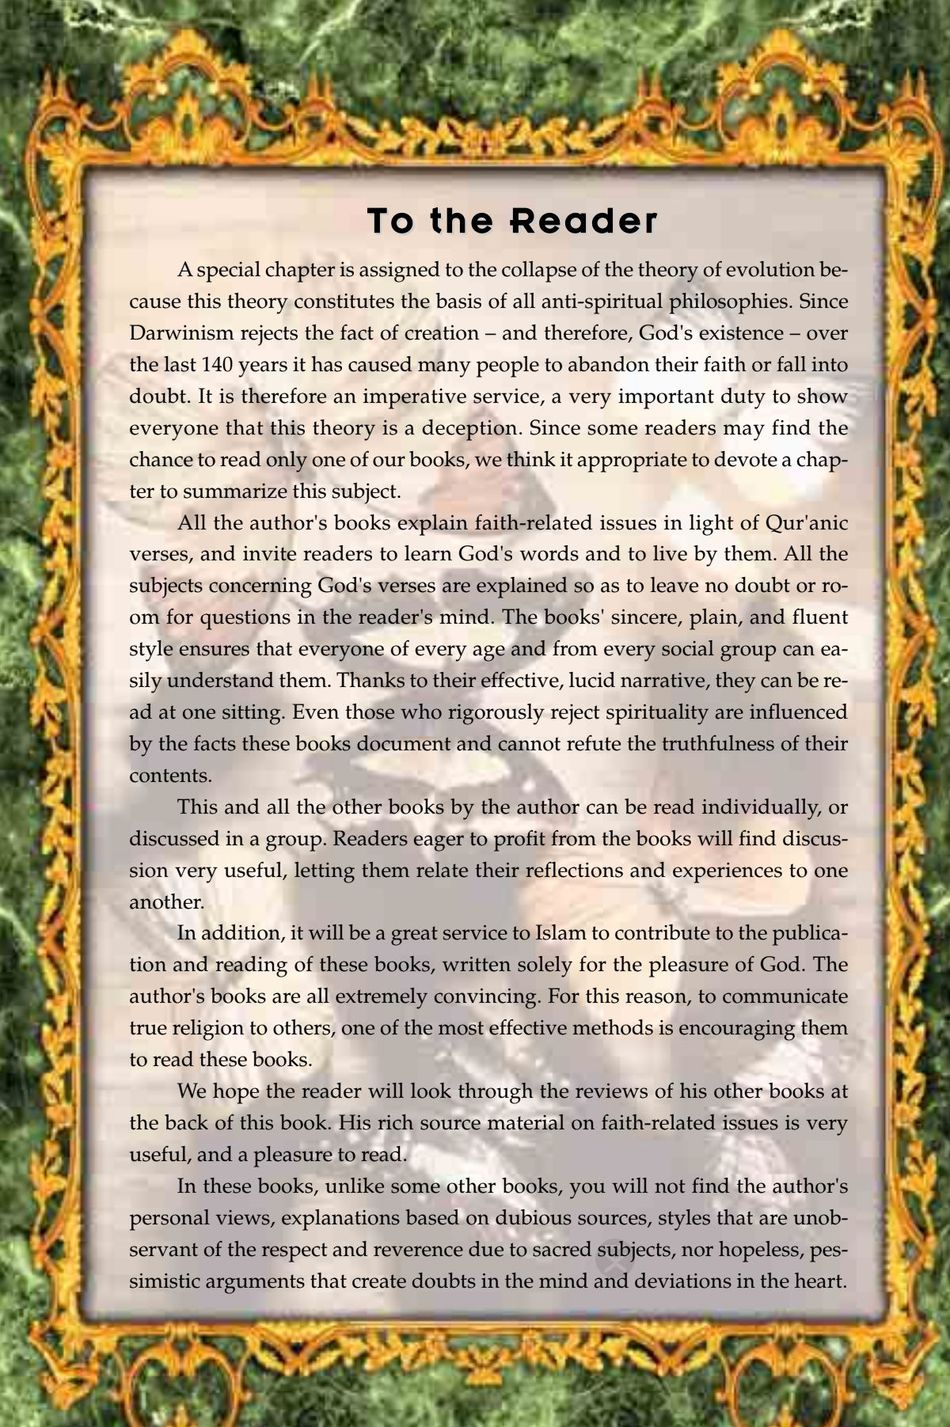 To the Reader
A special chapter is assigned to the collapse of the theory of evolution be-
cause this theory constitutes the basis of all anti-spiritual philosophies. Since
Darwinism rejects the fact of creation – and therefore, God's existence – over
the last 140 years it has caused many people to abandon their faith or fall into
doubt. It is therefore an imperative service, a very important duty to show
everyone that this theory is a deception. Since some readers may find the
chance to read only one of our books, we think it appropriate to devote a chap-
ter to summarize this subject.
All the author's books explain faith-related issues in light of Qur'anic
verses, and invite readers to learn God's words and to live by them. All the
subjects concerning God's verses are explained so as to leave no doubt or ro-
om for questions in the reader's mind. The books' sincere, plain, and fluent
style ensures that everyone of every age and from every social group can ea-
sily understand them. Thanks to their effective, lucid narrative, they can be re-
ad at one sitting. Even those who rigorously reject spirituality are influenced
by the facts these books document and cannot refute the truthfulness of their
contents.
This and all the other books by the author can be read individually, or
discussed in a group. Readers eager to profit from the books will find discus-
sion very useful, letting them relate their reflections and experiences to one
another.
In addition, it will be a great service to Islam to contribute to the publica-
tion and reading of these books, written solely for the pleasure of God. The
author's books are all extremely convincing. For this reason, to communicate
true religion to others, one of the most effective methods is encouraging them
to read these books.
We hope the reader will look through the reviews of his other books at
the back of this book. His rich source material on faith-related issues is very
useful, and a pleasure to read.
In these books, unlike some other books, you will not find the author's
personal views, explanations based on dubious sources, styles that are unob-
servant of the respect and reverence due to sacred subjects, nor hopeless, pes-
simistic arguments that create doubts in the mind and deviations in the heart.